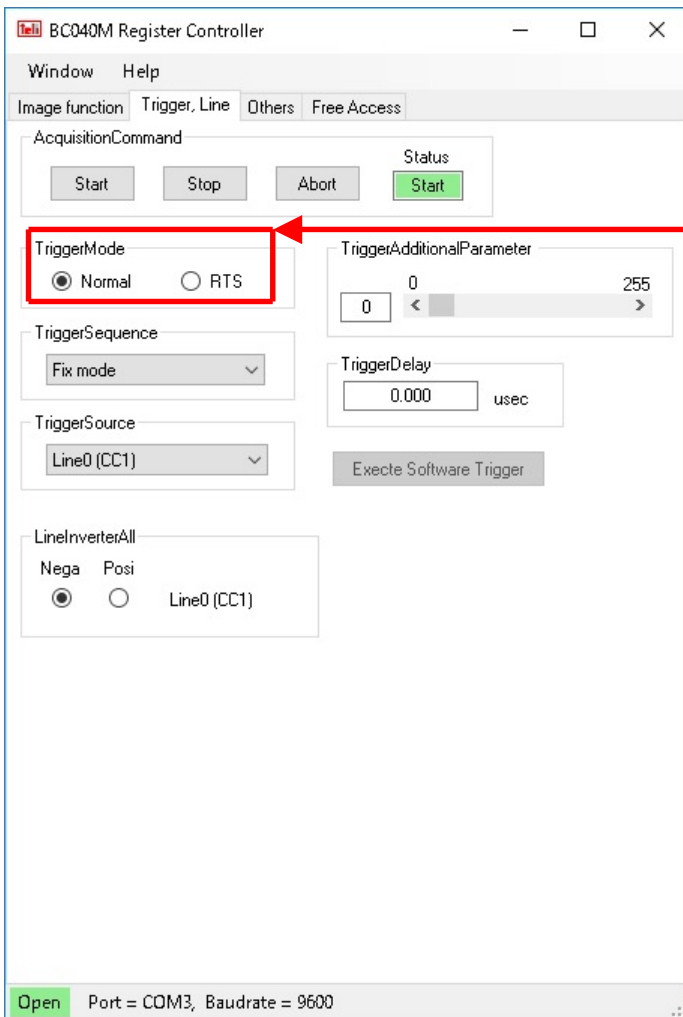 Teli BC040M Register Controller
Window Help
Image function Trigger, Line Others Free Access
AcquisitionCommand
Status
Start Stop Abort Start
TriggerMode
Normal RTS
TriggerAdditionalParameter
0 255
0
TriggerSequence
Fix mode
TriggerDelay
0.000 usec
TriggerSource
Line0 (CC1)
Execte Software Trigger
LineInverterAll
Nega Posi
Line0 (CC1)
Open Port = COM3, Baudrate = 9600